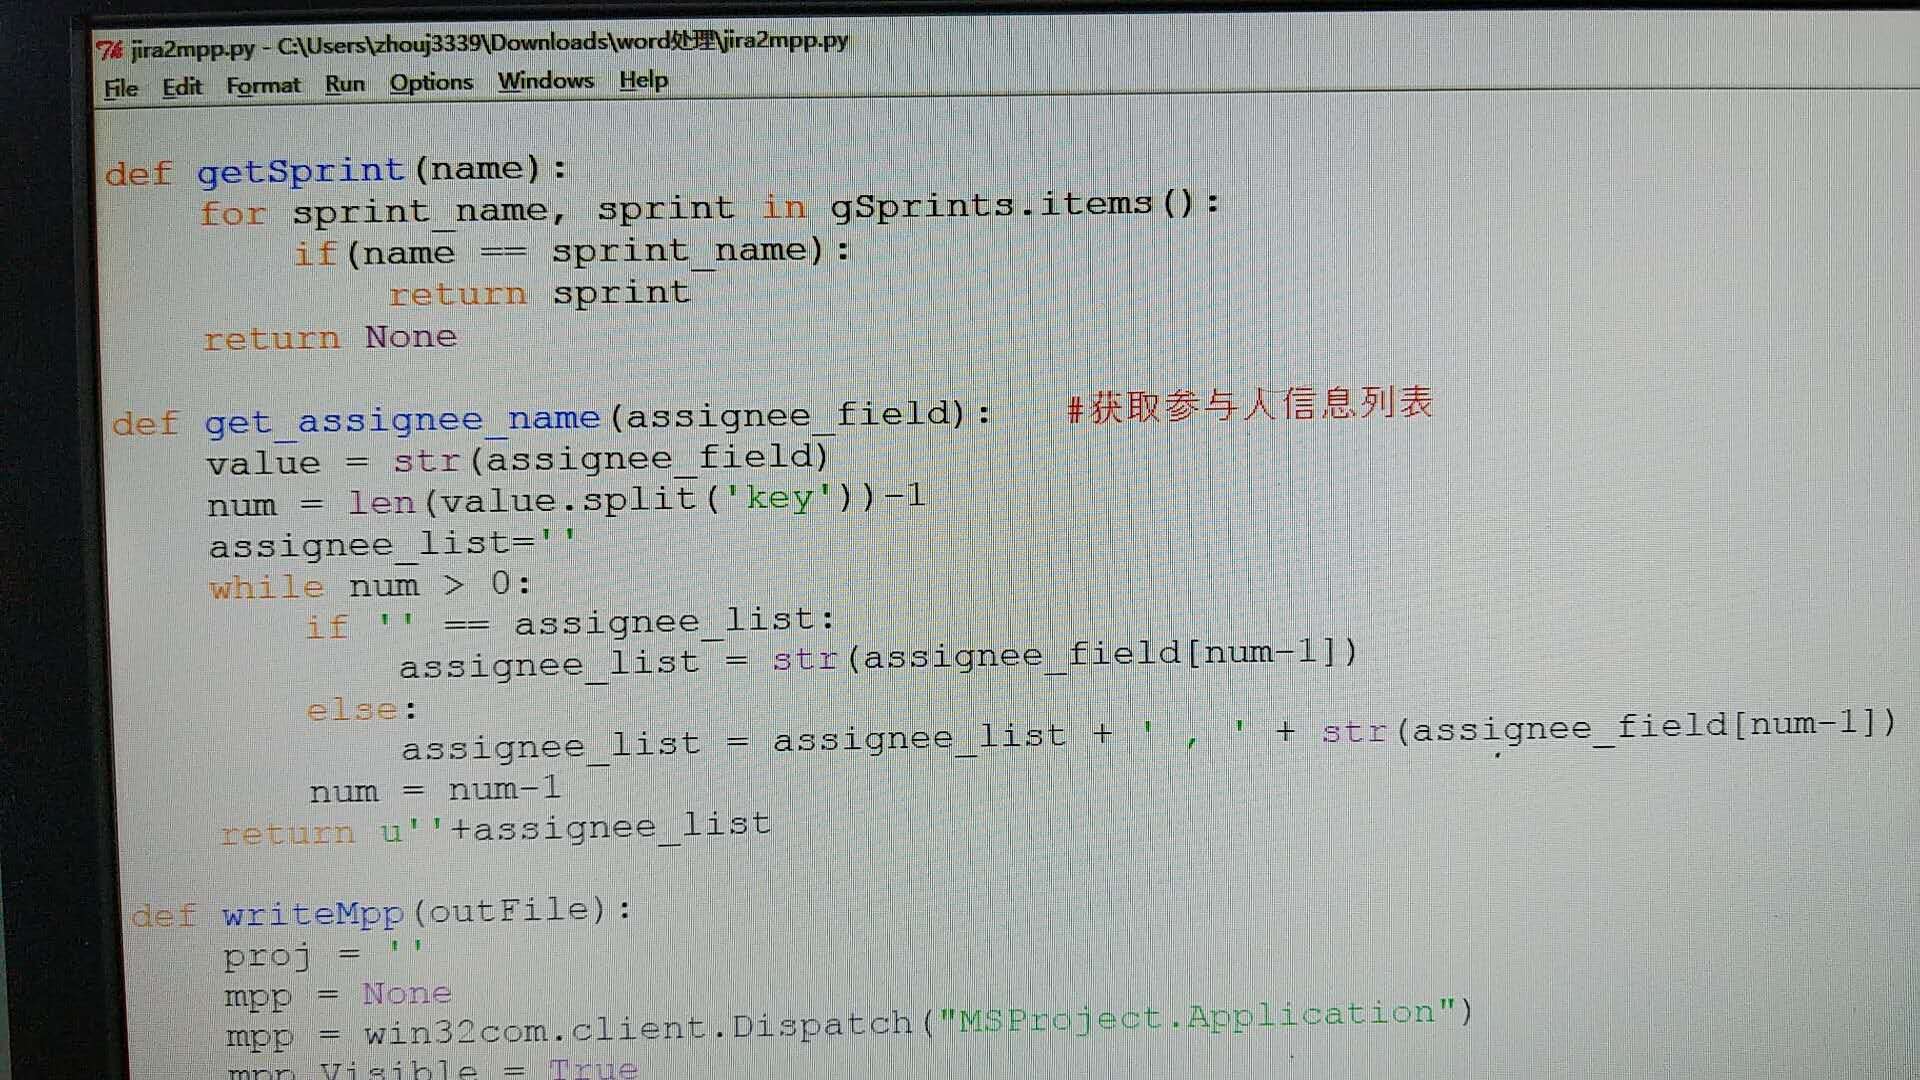 jira2mpp.py - C:\Users\zhouj3339\Downloads\word处理\jira2mpp.py
File Edit Format Run Options Windows Help
def getSprint(name):
    for sprint_name, sprint in gSprints.items():
        if(name == sprint_name):
            return sprint
    return None
def get_assignee_name(assignee_field):    #获取参与人信息列表
    value = str(assignee_field)
    num = len(value.split('key'))-1
    assignee_list=''
    while num > 0:
        if '' == assignee_list:
            assignee_list = str(assignee_field[num-1])
        else:
            assignee_list = assignee_list + ' , ' + str(assignee_field[num-1])
        num = num-1
    return u''+assignee_list
def writeMpp(outFile):
    proj = ''
    mpp = None
    mpp = win32com.client.Dispatch("MSProject.Application")
    mpp.Visible = True